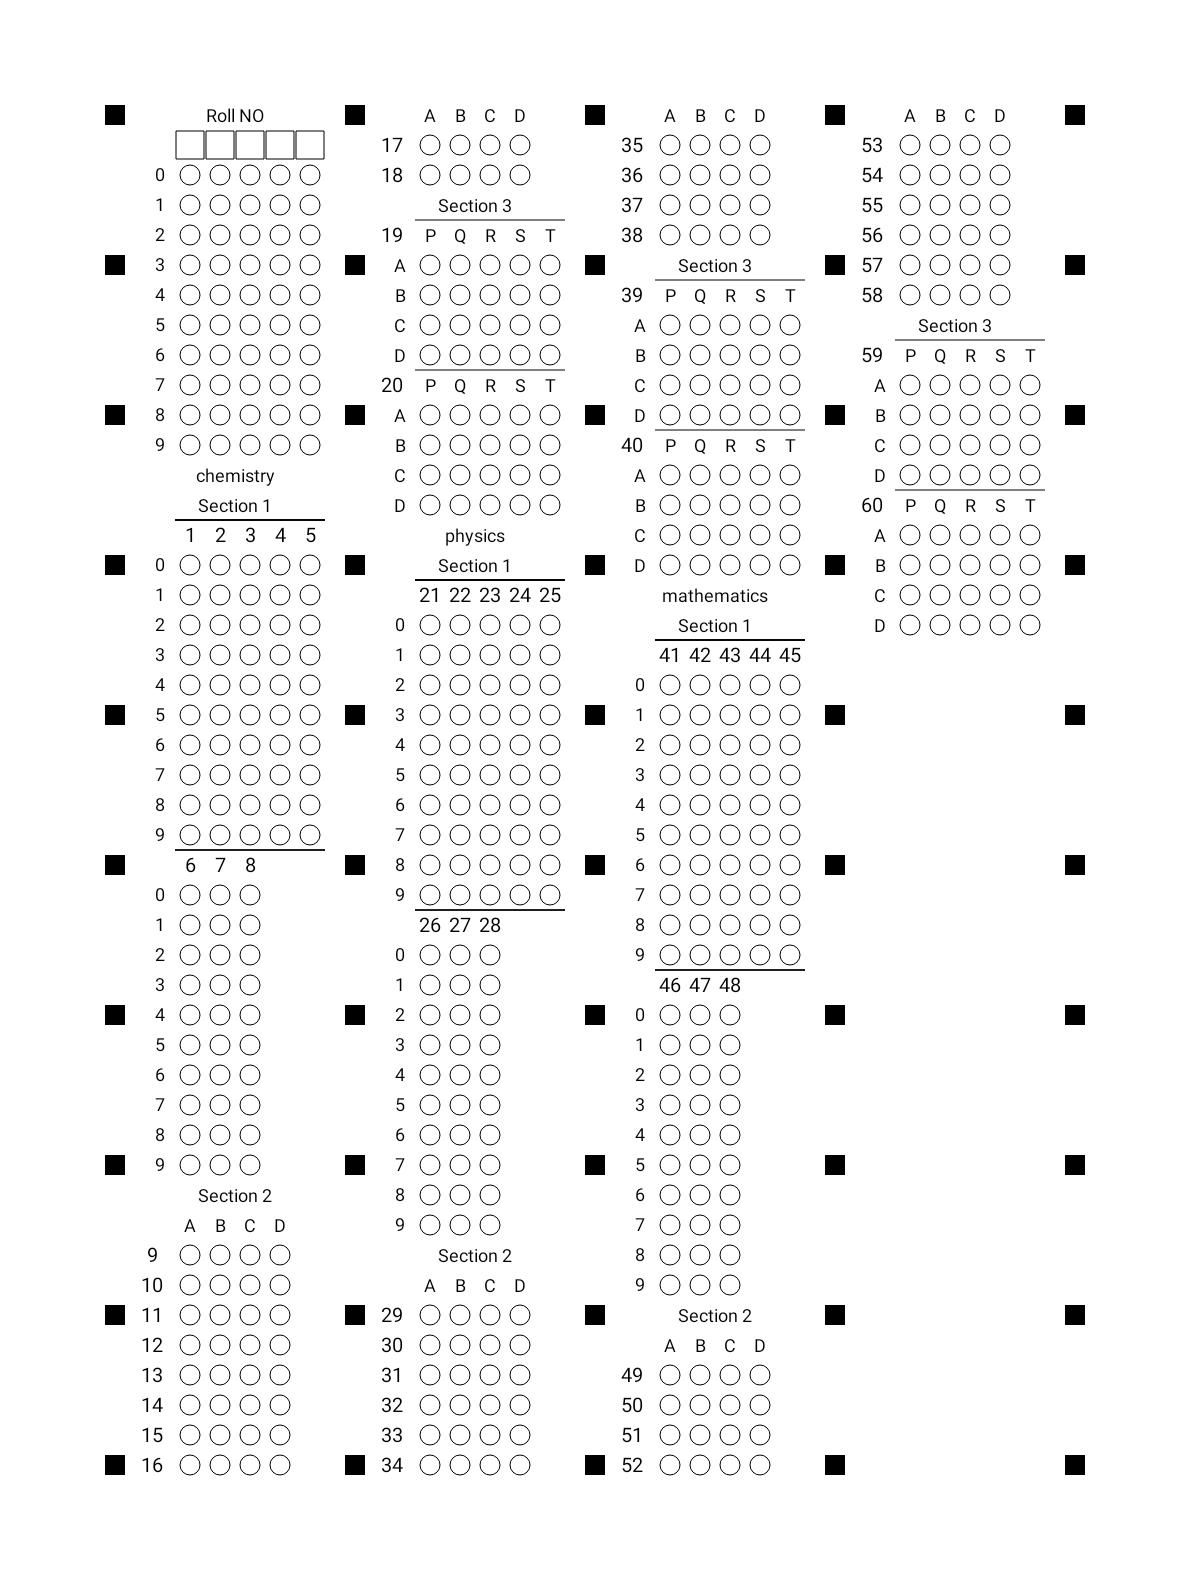 Roll NO
0
1
2
3
4
5
6
7
8
9
chemistry
Section 1
1 2 3 4 5
0
1
2
3
4
5
6
7
8
9
6 7 8
0
1
2
3
4
5
6
7
8
9
Section 2
A B C D
9
10
11
12
13
14
15
16
A B C D
17
18
Section 3
19 P Q R S T
A
B
C
D
20 P Q R S T
A
B
C
D
physics
Section 1
21 22 23 24 25
0
1
2
3
4
5
6
7
8
9
26 27 28
0
1
2
3
4
5
6
7
8
9
Section 2
A B C D
29
30
31
32
33
34
A B C D
35
36
37
38
Section 3
39 P Q R S T
A
B
C
D
40 P Q R S T
A
B
C
D
mathematics
Section 1
41 42 43 44 45
0
1
2
3
4
5
6
7
8
9
46 47 48
0
1
2
3
4
5
6
7
8
9
Section 2
A B C D
49
50
51
52
A B C D
53
54
55
56
57
58
Section 3
59 P Q R S T
A
B
C
D
60 P Q R S T
A
B
C
D